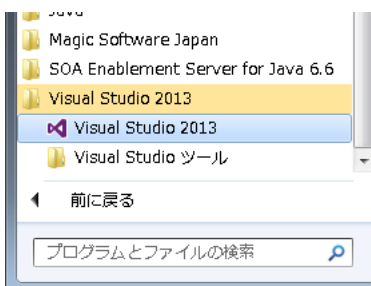 Java
Magic Software Japan
SOA Enablement Server for Java 6.6
Visual Studio 2013
Visual Studio 2013
Visual Studio ツール
前に戻る
プログラムとファイルの検索